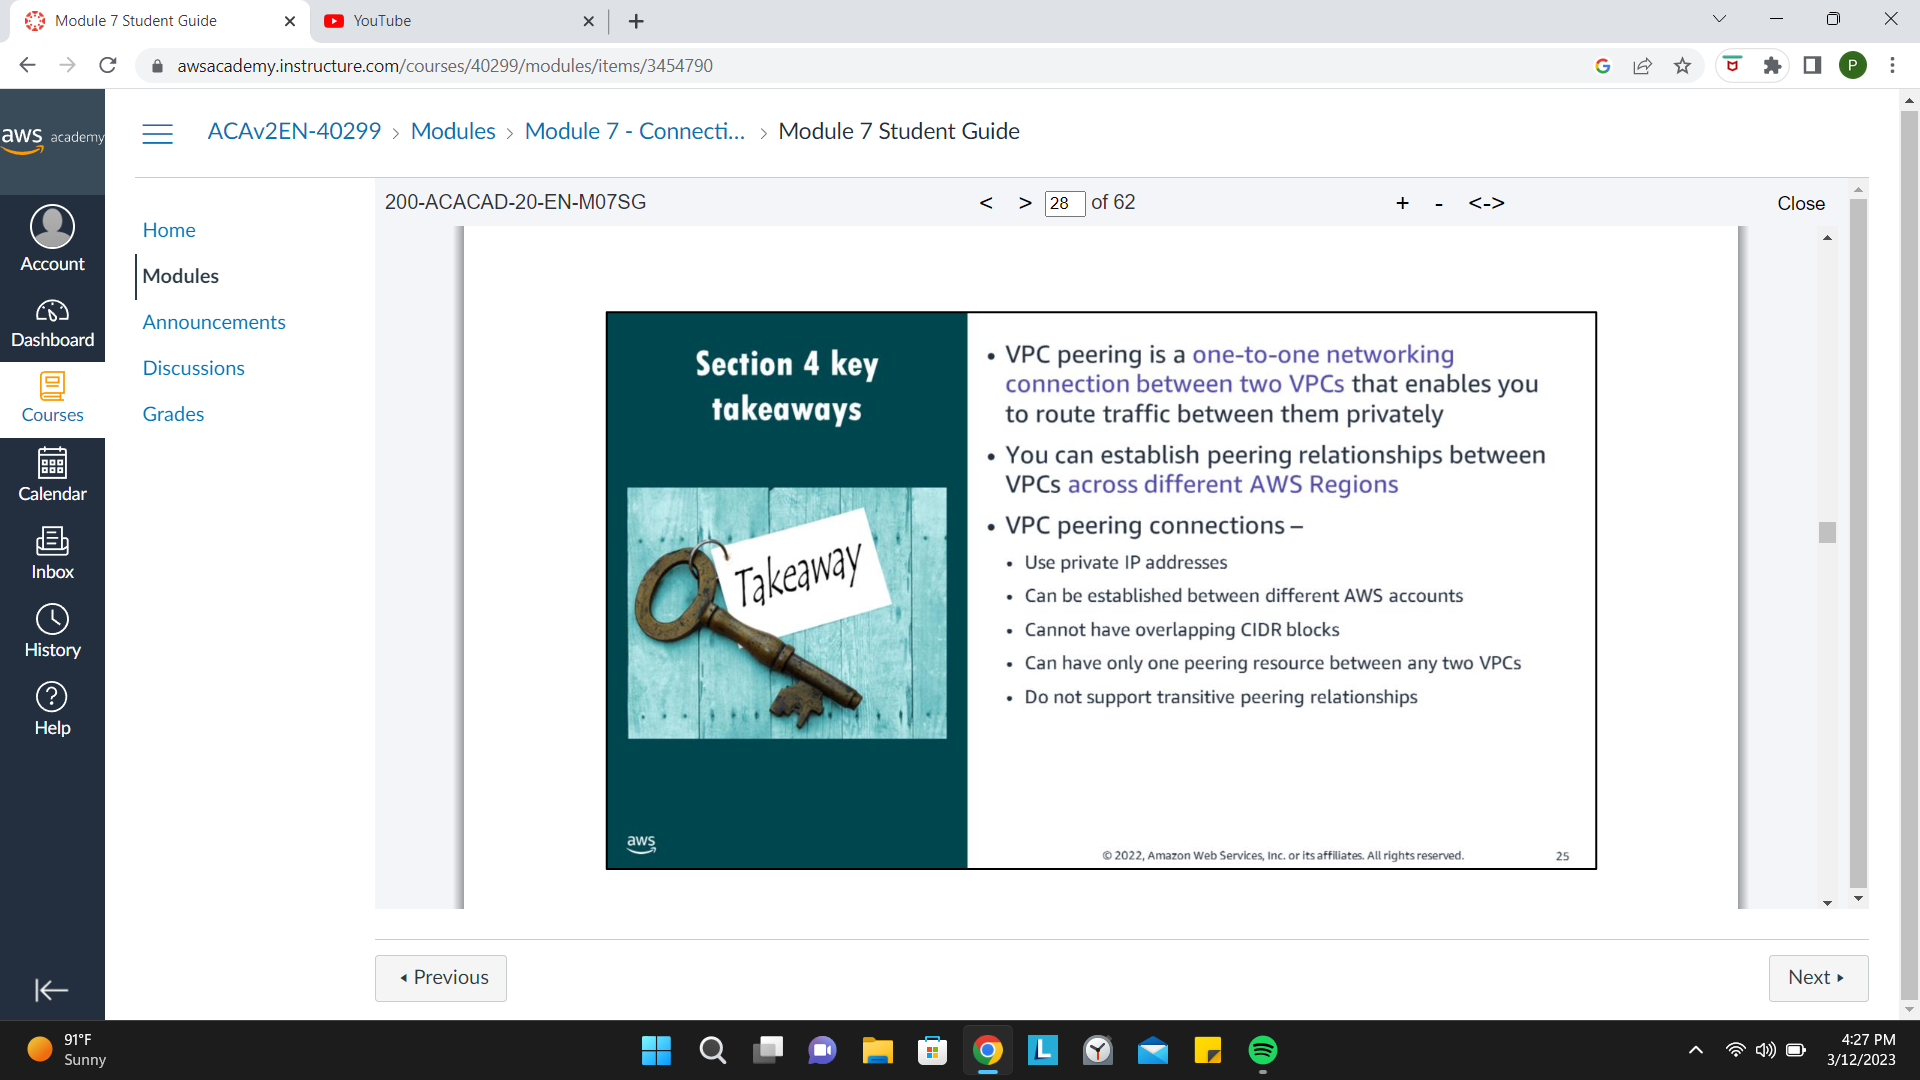 Module 7 Student Guide
YouTube
awsacademy.instructure.com/courses/40299/modules/items/3454790
P
aws academy
ACAv2EN-40299 > Modules > Module 7 - Connecti... > Module 7 Student Guide
200-ACACAD-20-EN-M07SG
< > 28 of 62
+ - <->
Close
Account
Dashboard
Courses
Calendar
Inbox
History
Help
Home
Modules
Announcements
Discussions
Grades
Section 4 key
takeaways
Takeaway
aws
• VPC peering is a one-to-one networking
connection between two VPCs that enables you
to route traffic between them privately
• You can establish peering relationships between
VPCs across different AWS Regions
• VPC peering connections –
• Use private IP addresses
• Can be established between different AWS accounts
• Cannot have overlapping CIDR blocks
• Can have only one peering resource between any two VPCs
• Do not support transitive peering relationships
© 2022, Amazon Web Services, Inc. or its affiliates. All rights reserved.
25
Previous
Next
91°F
Sunny
L
4:27 PM
3/12/2023